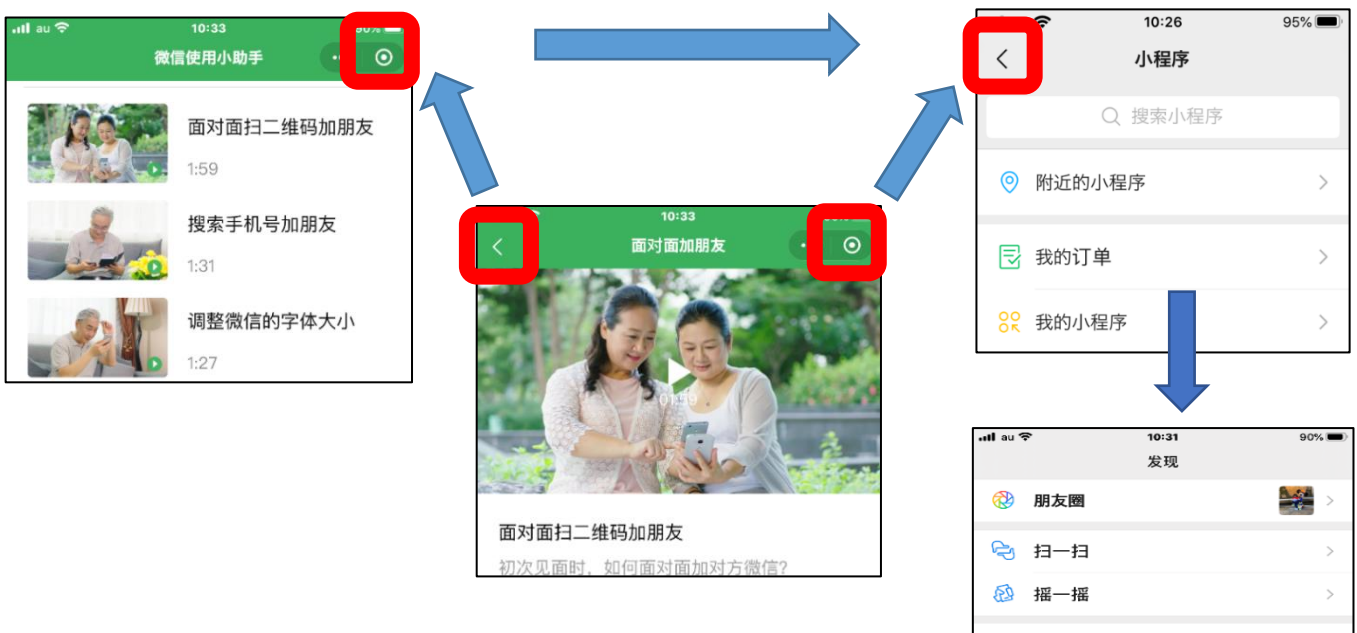 au
10:33
90%
微信使用小助手
面对面扫二维码加朋友
1:59
搜索手机号加朋友
1:31
调整微信的字体大小
1:27
10:33
面对面加朋友
01:59
面对面扫二维码加朋友
初次见面时，如何面对面加对方微信？
10:26
95%
小程序
搜索小程序
附近的小程序
我的订单
我的小程序
au
10:31
90%
发现
朋友圈
扫一扫
摇一摇